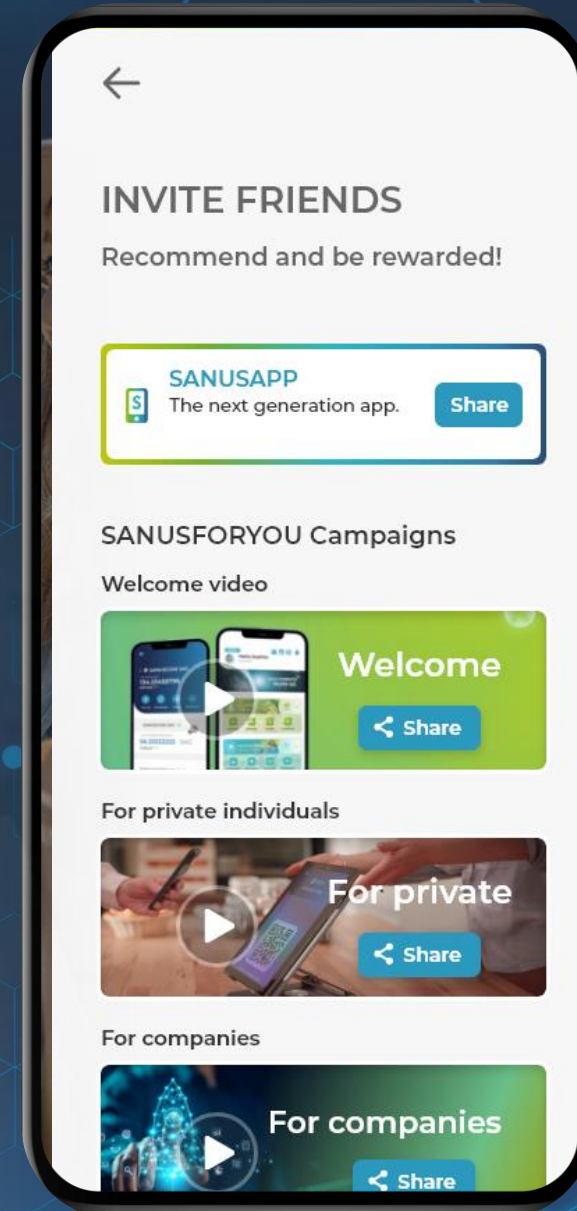 INVITE FRIENDS
Recommend and be rewarded!
SANUSAPP
The next generation app.
Share
S
SANUSFORYOU Campaigns
Welcome video
Welcome
Share
For private individuals
For private
Share
For companies
For companies
Share